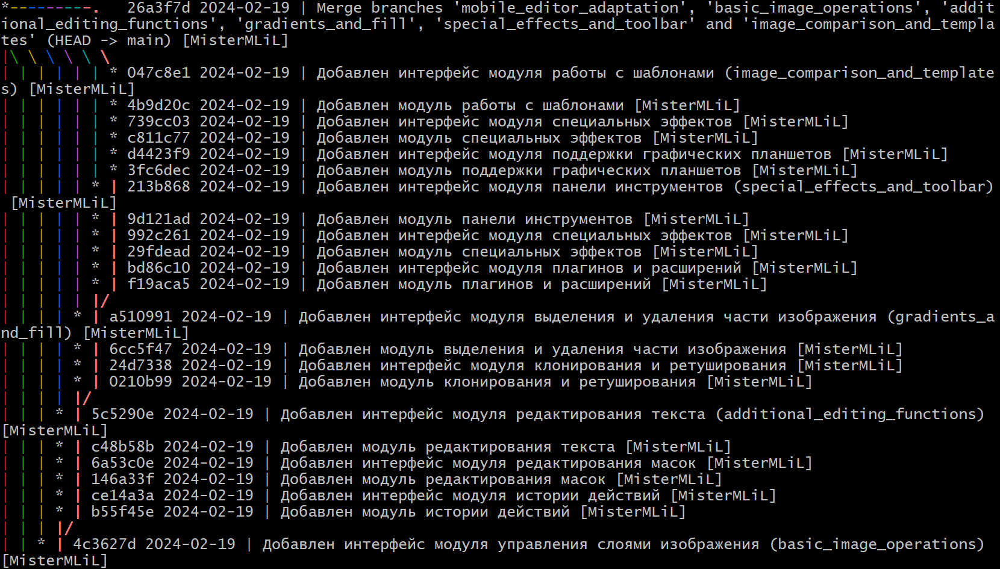 *---------. 26a3f7d 2024-02-19 | Merge branches 'mobile_editor_adaptation', 'basic_image_operations', 'addit
ional_editing_functions', 'gradients_and_fill', 'special_effects_and_toolbar' and 'image_comparison_and_templa
tes' (HEAD -> main) [MisterMLiL]
|\ \ \ \ \ \
| | | | | | * 047c8e1 2024-02-19 | Добавлен интерфейс модуля работы с шаблонами (image_comparison_and_template
s) [MisterMLiL]
| | | | | | * 4b9d20c 2024-02-19 | Добавлен модуль работы с шаблонами [MisterMLiL]
| | | | | | * 739cc03 2024-02-19 | Добавлен интерфейс модуля специальных эффектов [MisterMLiL]
| | | | | | * c811c77 2024-02-19 | Добавлен модуль специальных эффектов [MisterMLiL]
| | | | | | * d4423f9 2024-02-19 | Добавлен интерфейс модуля поддержки графических планшетов [MisterMLiL]
| | | | | | * 3fc6dec 2024-02-19 | Добавлен модуль поддержки графических планшетов [MisterMLiL]
| | | | | * | 213b868 2024-02-19 | Добавлен интерфейс модуля панели инструментов (special_effects_and_toolbar)
[MisterMLiL]
| | | | | * | 9d121ad 2024-02-19 | Добавлен модуль панели инструментов [MisterMLiL]
| | | | | * | 992c261 2024-02-19 | Добавлен интерфейс модуля специальных эффектов [MisterMLiL]
| | | | | * | 29fdead 2024-02-19 | Добавлен модуль специальных эффектов [MisterMLiL]
| | | | | * | bd86c10 2024-02-19 | Добавлен интерфейс модуля плагинов и расширений [MisterMLiL]
| | | | | * | f19aca5 2024-02-19 | Добавлен модуль плагинов и расширений [MisterMLiL]
| | | | | |/
| | | | * | a510991 2024-02-19 | Добавлен интерфейс модуля выделения и удаления части изображения (gradients_a
nd_fill) [MisterMLiL]
| | | | * | 6cc5f47 2024-02-19 | Добавлен модуль выделения и удаления части изображения [MisterMLiL]
| | | | * | 24d7338 2024-02-19 | Добавлен интерфейс модуля клонирования и ретуширования [MisterMLiL]
| | | | * | 0210b99 2024-02-19 | Добавлен модуль клонирования и ретуширования [MisterMLiL]
| | | | |/
| | | * | 5c5290e 2024-02-19 | Добавлен интерфейс модуля редактирования текста (additional_editing_functions)
[MisterMLiL]
| | | * | c48b58b 2024-02-19 | Добавлен модуль редактирования текста [MisterMLiL]
| | | * | 6a53c0e 2024-02-19 | Добавлен интерфейс модуля редактирования масок [MisterMLiL]
| | | * | 146a33f 2024-02-19 | Добавлен модуль редактирования масок [MisterMLiL]
| | | * | ce14a3a 2024-02-19 | Добавлен интерфейс модуля истории действий [MisterMLiL]
| | | * | b55f45e 2024-02-19 | Добавлен модуль истории действий [MisterMLiL]
| | | |/
| | * | 4c3627d 2024-02-19 | Добавлен интерфейс модуля управления слоями изображения (basic_image_operations)
[MisterMLiL]